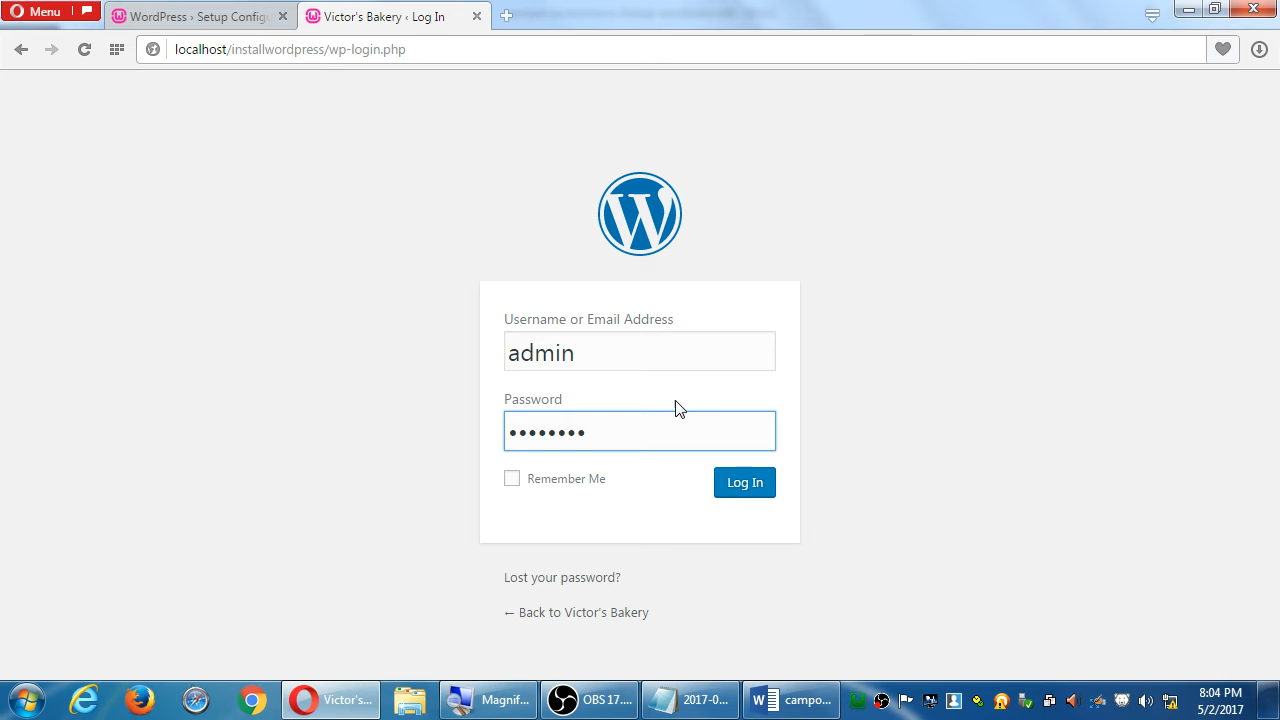 Menu
WordPress › Setup Configu
Victor's Bakery ‹ Log In
localhost/installwordpress/wp-login.php
Username or Email Address
admin
Password
••••••••
Remember Me
Log In
Lost your password?
← Back to Victor's Bakery
Victor's...
Magnif...
OBS 17....
2017-0...
campo...
8:04 PM
5/2/2017